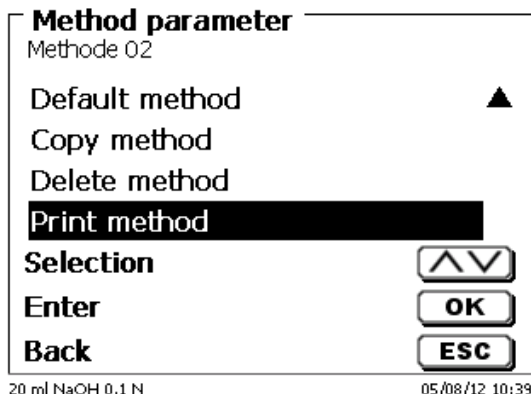 Method parameter
Methode 02
Default method
Copy method
Delete method
Print method
Selection
Enter OK
Back ESC
20 ml NaOH 0.1 N 05/08/12 10:39